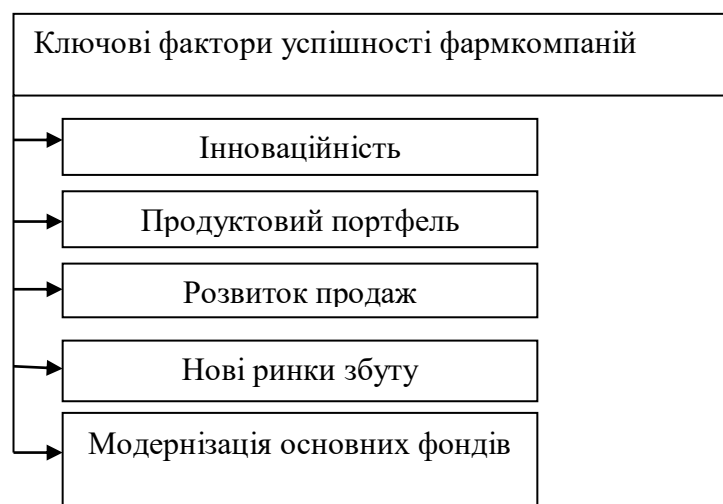 Ключові фактори успішності фармкомпаній
Інноваційність
Продуктовий портфель
Розвиток продаж
Нові ринки збуту
Модернізація основних фондів